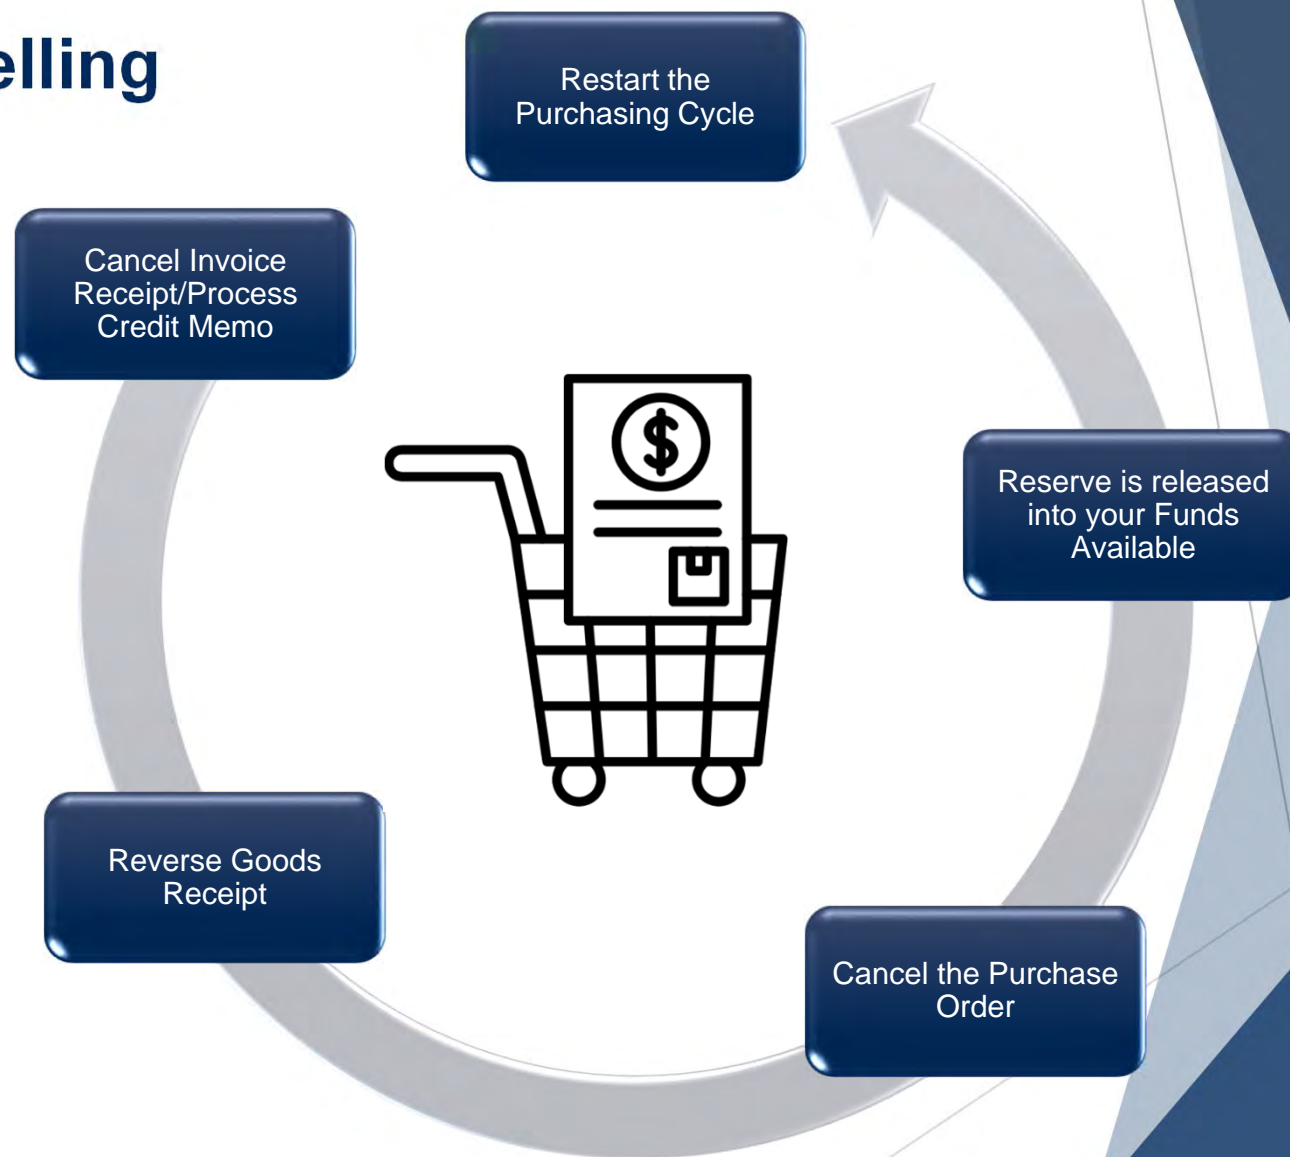 elling
Restart the
Purchasing Cycle
Cancel Invoice
Receipt/Process
Credit Memo
$
Reserve is released
into your Funds
Available
Reverse Goods
Receipt
Cancel the Purchase
Order